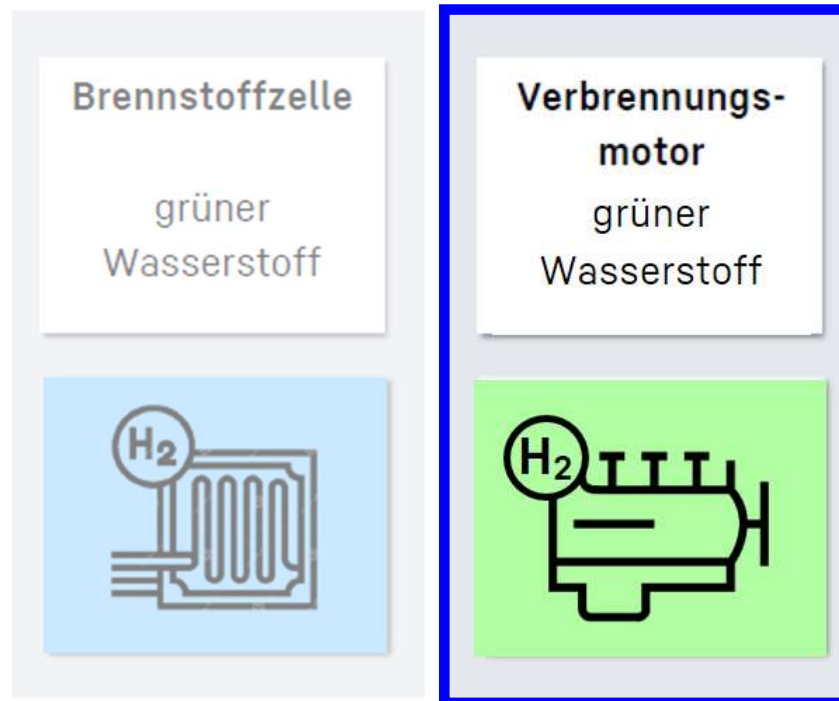 Brennstoffzelle
grüner
Wasserstoff
H₂
Verbrennungs-
motor
grüner
Wasserstoff
H₂